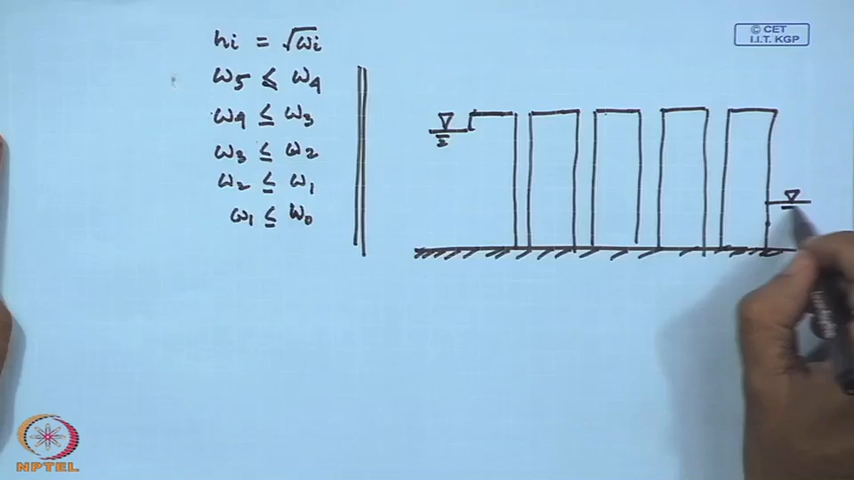 hi = √ωi
ω5 ≤ ω4
ω4 ≤ ω3
ω3 ≤ ω2
ω2 ≤ ω1
ω1 ≤ ω0
© CET
I.I.T. KGP
NPTEL